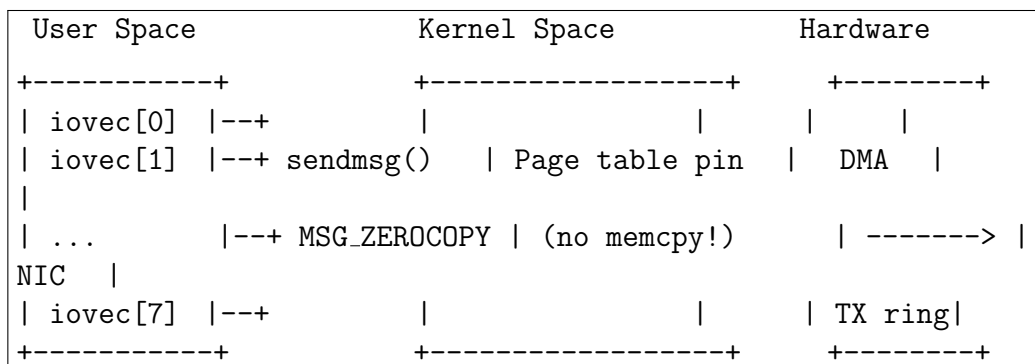 User Space                Kernel Space              Hardware
+-----------+             +------------------+      +--------+
| iovec[0]  |--+          |                  |      |      |
| iovec[1]  |--+ sendmsg()   | Page table pin   |   DMA   |
|
| ...       |--+ MSG_ZEROCOPY | (no memcpy!)      | -------> |
NIC   |
| iovec[7]  |--+          |                  |      | TX ring|
+-----------+             +------------------+      +--------+